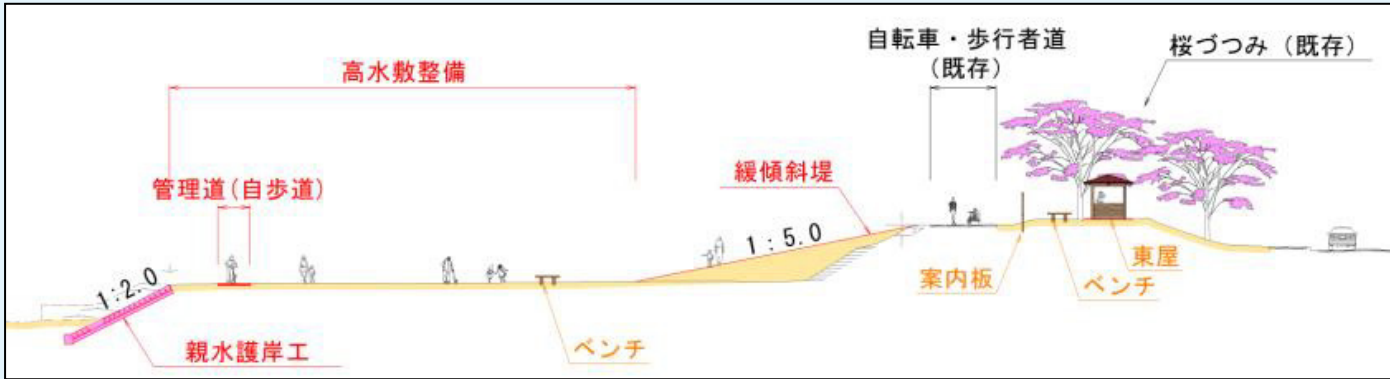 自転車・歩行者道
(既存)
桜づつみ（既存）
高水敷整備
管理道(自歩道)
緩傾斜堤
1:5.0
1:2.0
案内板
東屋
ベンチ
親水護岸工
ベンチ